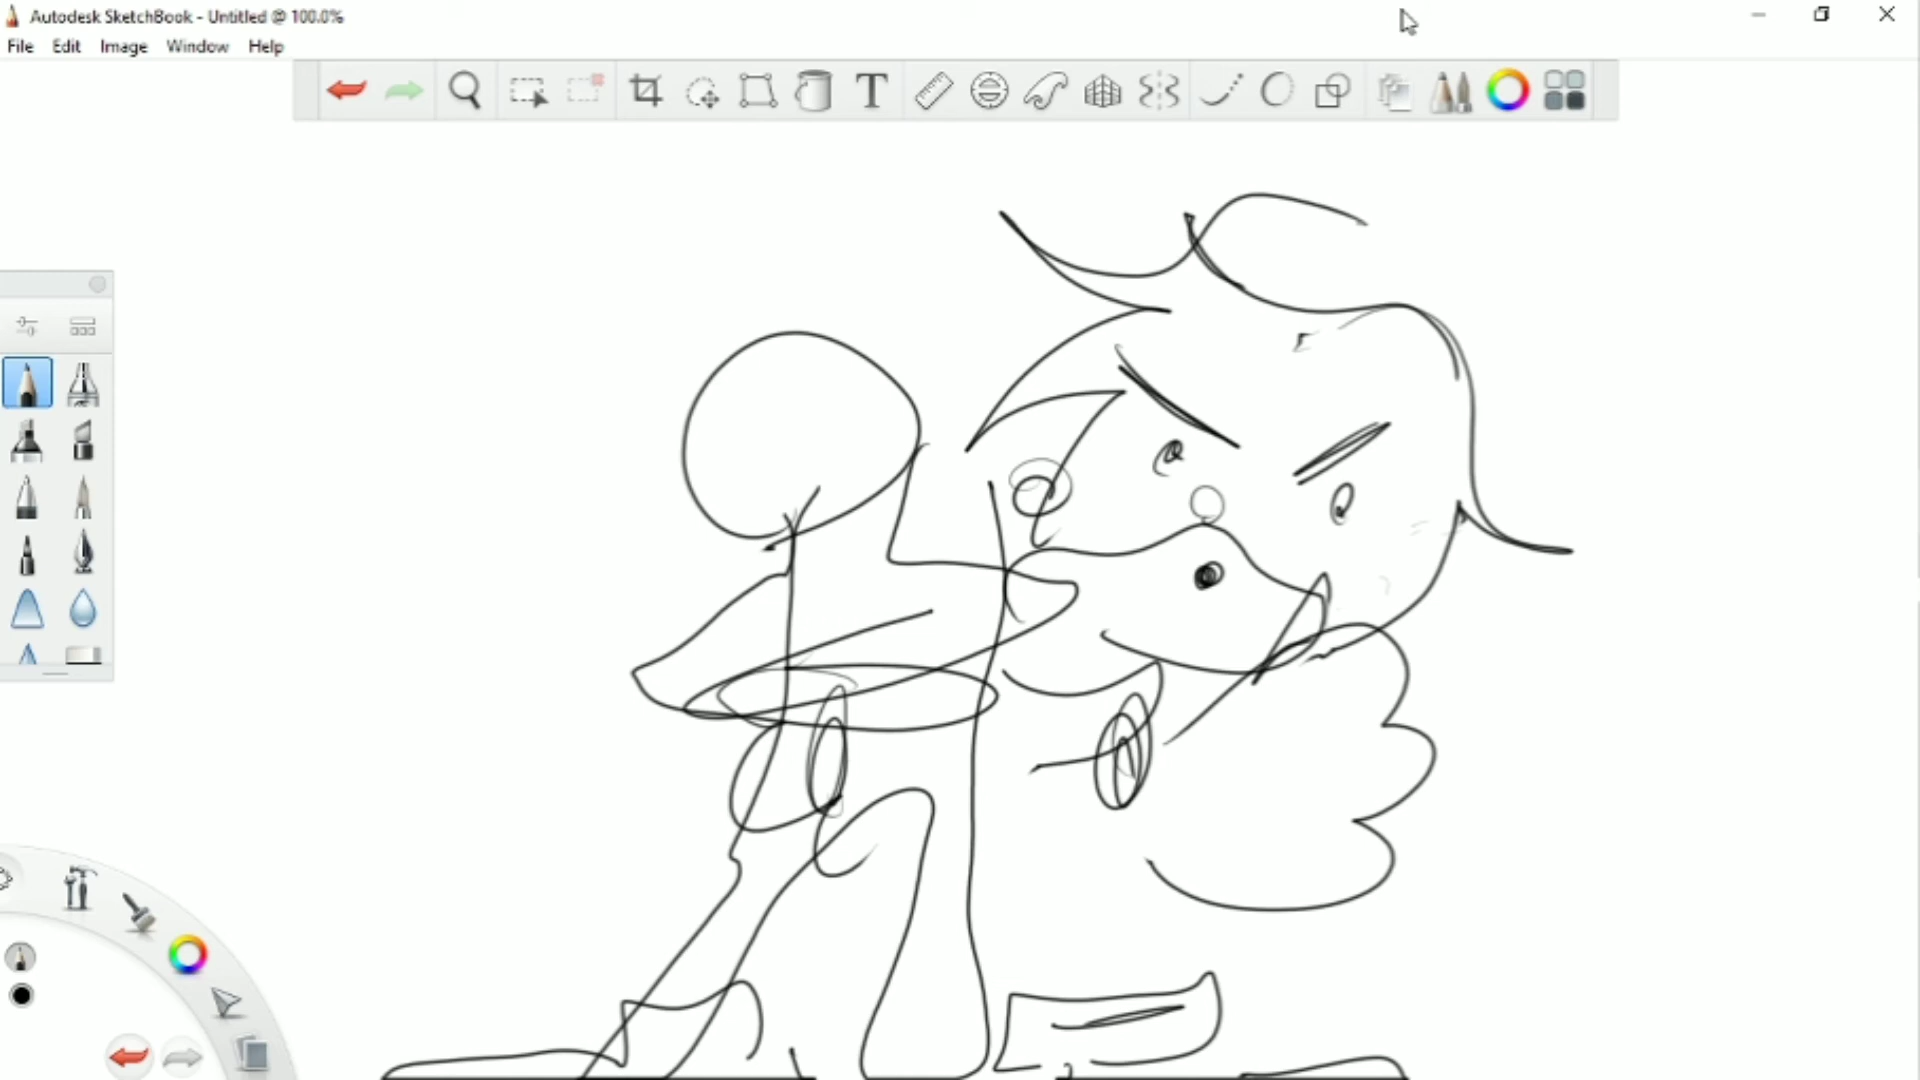 Autodesk SketchBook - Untitled @ 100.0%
File Edit Image Window Help
T